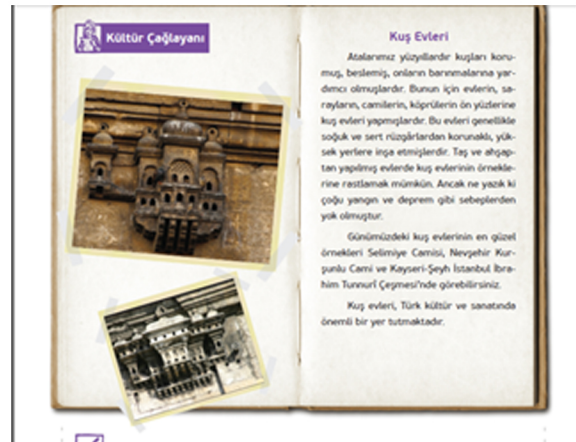 Kültür Çağlayanı
Kuş Evleri
Atalarımız yüzyıllardır kuşları koru-
muş, beslemiş, onların barınmalarına yar-
dımcı olmuşlardır. Bunun için evlerin, sa-
rayların, camilerin, köprülerin ön yüzlerine
kuş evleri yapmışlardır. Bu evleri genellikle
soğuk ve sert rüzgârlardan korunaklı, yük-
sek yerlere inşa etmişlerdir. Taş ve ahşap-
tan yapılmış evlerde kuş evlerinin örnekle-
rine rastlamak mümkün. Ancak ne yazık ki
çoğu yangın ve deprem gibi sebeplerden
yok olmuştur.
Günümüzdeki kuş evlerinin en güzel
örnekleri Selimiye Camisi, Nevşehir Kur-
şunlu Cami ve Kayseri-Şeyh İstanbul İbra-
him Tunnurî Çeşmesi'nde görebilirsiniz.
Kuş evleri, Türk kültür ve sanatında
önemli bir yer tutmaktadır.